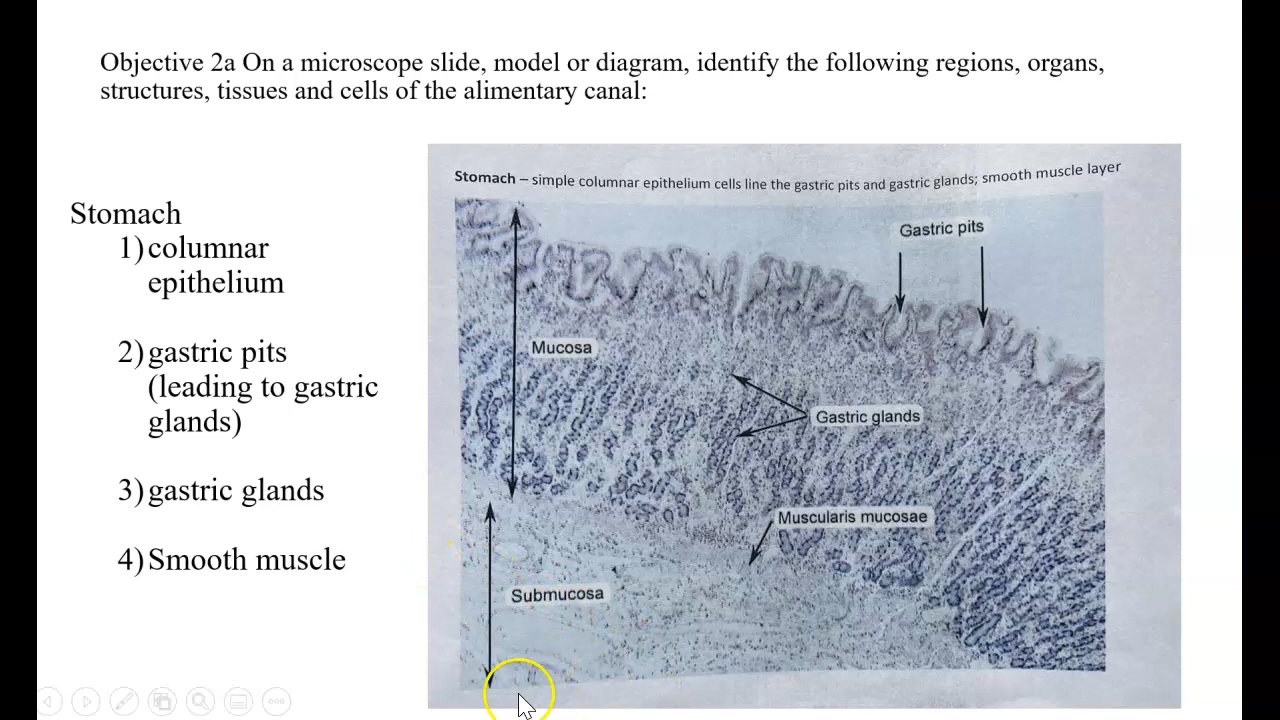 Objective 2a On a microscope slide, model or diagram, identify the following regions, organs,
structures, tissues and cells of the alimentary canal:
Stomach
1) columnar
epithelium
2) gastric pits
(leading to gastric
glands)
3) gastric glands
4) Smooth muscle
Stomach – simple columnar epithelium cells line the gastric pits and gastric glands; smooth muscle layer
Gastric pits
Mucosa
Gastric glands
Muscularis mucosae
Submucosa